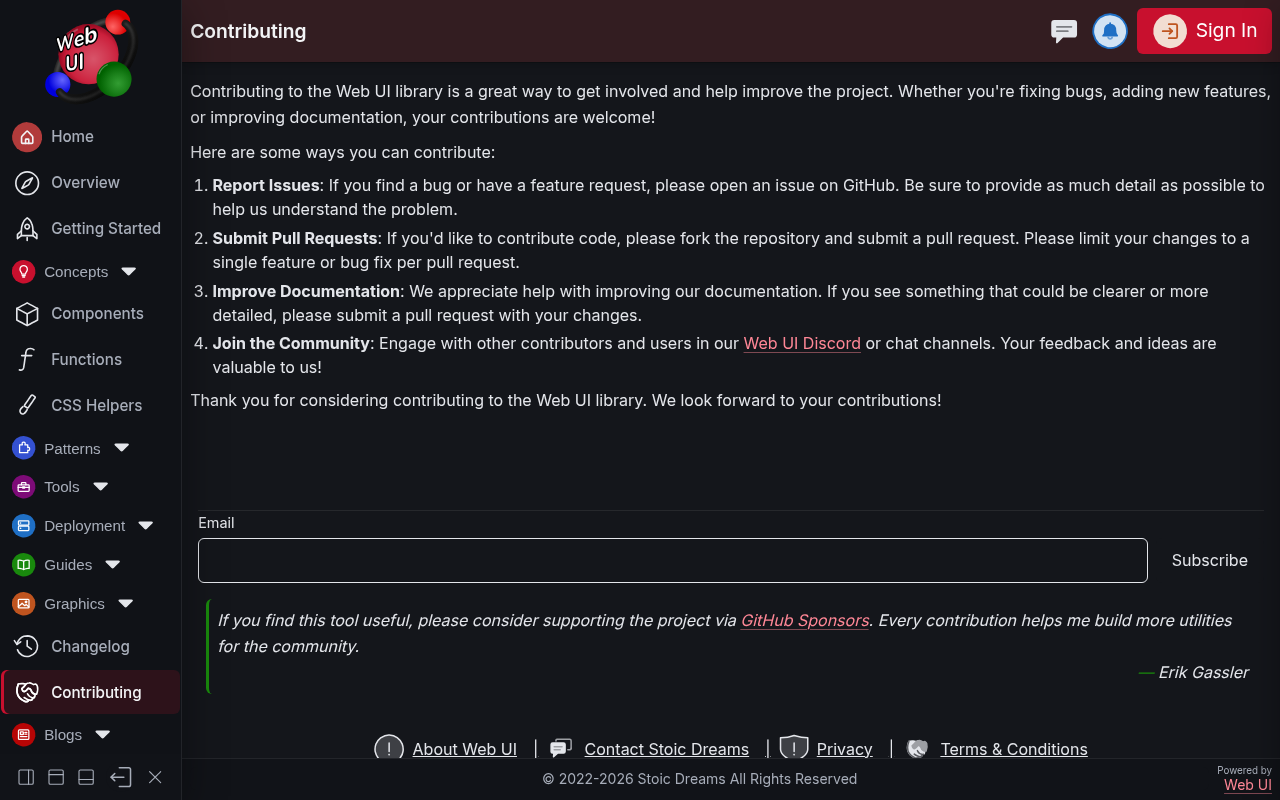 Web
UI
Home
Overview
Getting Started
Concepts
Components
Functions
CSS Helpers
Patterns
Tools
Deployment
Guides
Graphics
Changelog
Contributing
Blogs
Contributing
Sign In
Contributing to the Web UI library is a great way to get involved and help improve the project. Whether you're fixing bugs, adding new features,
or improving documentation, your contributions are welcome!
Here are some ways you can contribute:
1. Report Issues: If you find a bug or have a feature request, please open an issue on GitHub. Be sure to provide as much detail as possible to
help us understand the problem.
2. Submit Pull Requests: If you'd like to contribute code, please fork the repository and submit a pull request. Please limit your changes to a
single feature or bug fix per pull request.
3. Improve Documentation: We appreciate help with improving our documentation. If you see something that could be clearer or more
detailed, please submit a pull request with your changes.
4. Join the Community: Engage with other contributors and users in our Web UI Discord or chat channels. Your feedback and ideas are
valuable to us!
Thank you for considering contributing to the Web UI library. We look forward to your contributions!
Email
Subscribe
If you find this tool useful, please consider supporting the project via GitHub Sponsors. Every contribution helps me build more utilities
for the community.
— Erik Gassler
About Web UI | Contact Stoic Dreams | Privacy | Terms & Conditions
© 2022-2026 Stoic Dreams All Rights Reserved
Powered by
Web UI